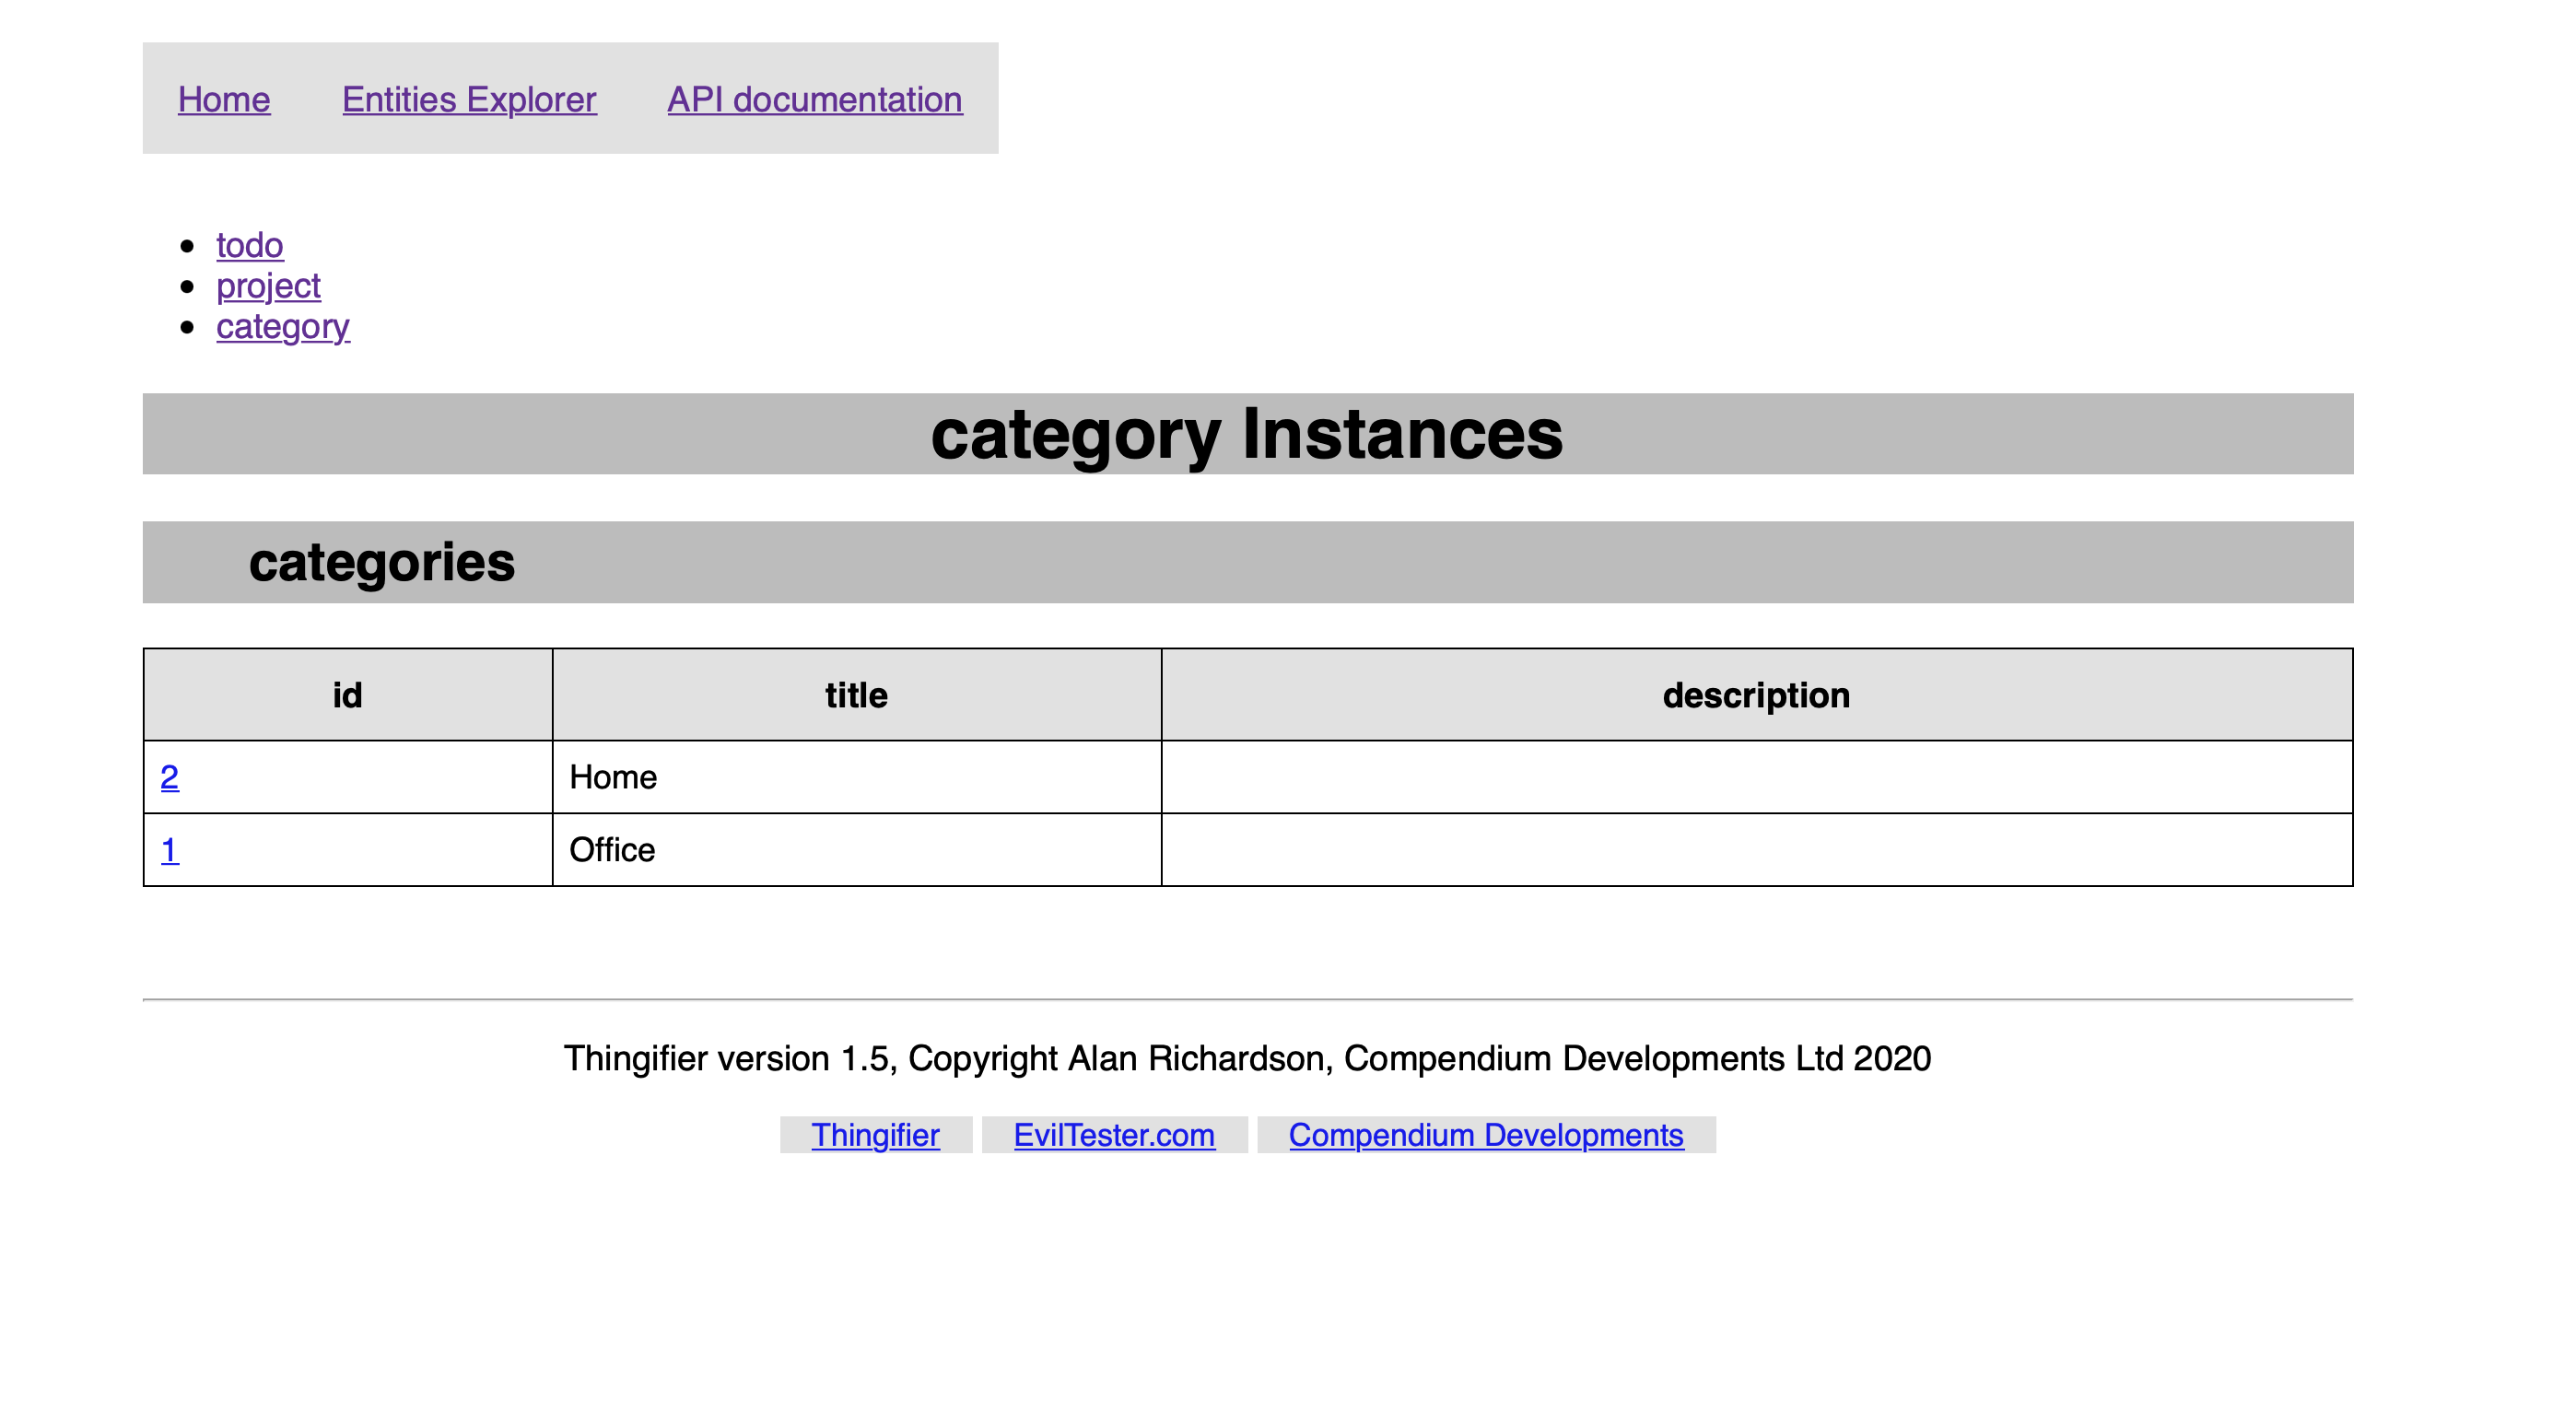 Home Entities Explorer API documentation
todo
project
category
category Instances
categories
id title description
2 Home
1 Office
Thingifier version 1.5, Copyright Alan Richardson, Compendium Developments Ltd 2020
Thingifier EvilTester.com Compendium Developments